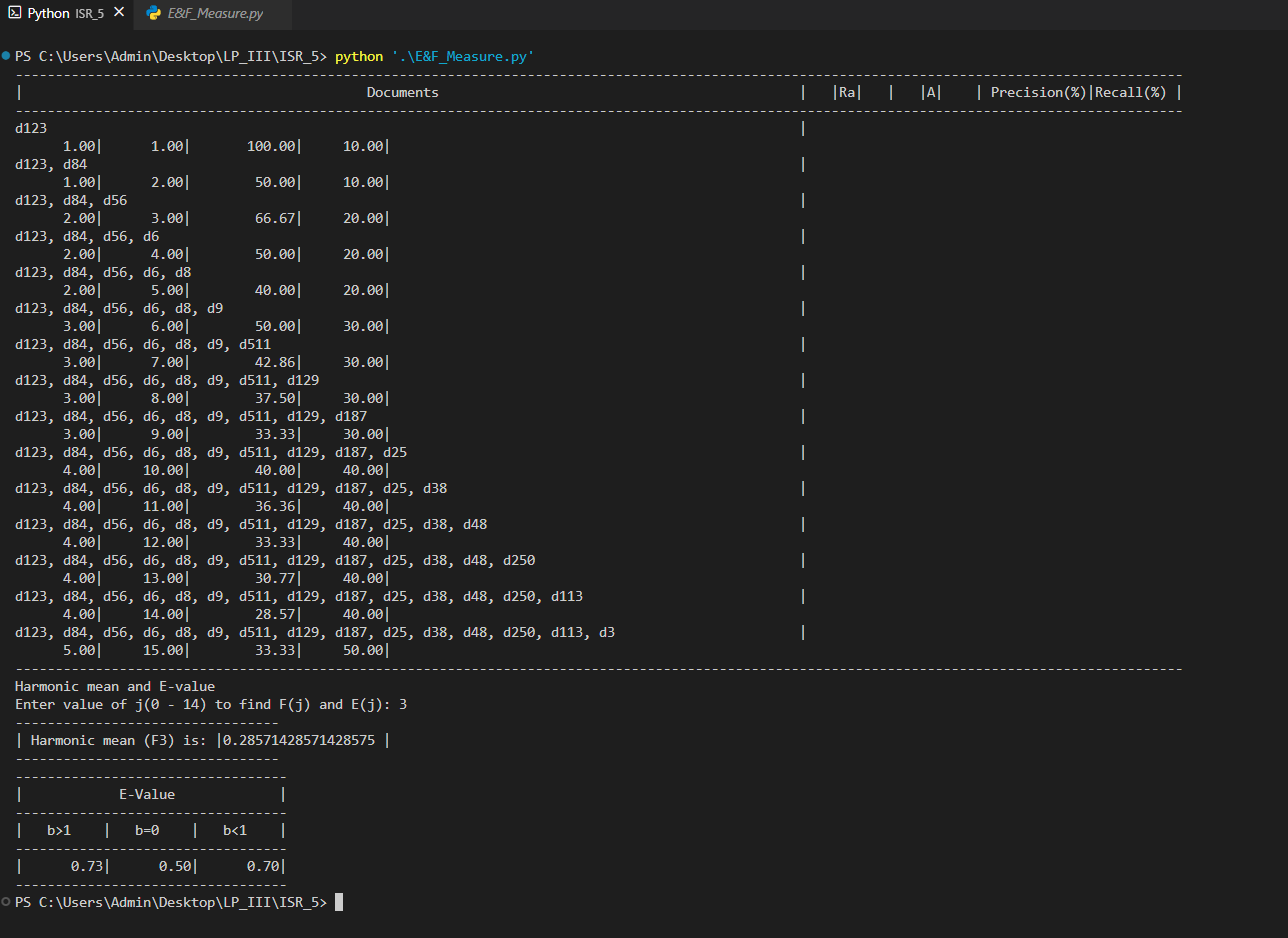 Python ISR_5 × E&F_Measure.py
PS C:\Users\Admin\Desktop\LP_III\ISR_5> python '.\E&F_Measure.py'
--------------------------------------------------------------------------------------------------------------------------------------------------
| Documents | |Ra| | |A| | Precision(%)|Recall(%) |
--------------------------------------------------------------------------------------------------------------------------------------------------
d123 |
1.00| 1.00| 100.00| 10.00|
d123, d84 |
1.00| 2.00| 50.00| 10.00|
d123, d84, d56 |
2.00| 3.00| 66.67| 20.00|
d123, d84, d56, d6 |
2.00| 4.00| 50.00| 20.00|
d123, d84, d56, d6, d8 |
2.00| 5.00| 40.00| 20.00|
d123, d84, d56, d6, d8, d9 |
3.00| 6.00| 50.00| 30.00|
d123, d84, d56, d6, d8, d9, d511 |
3.00| 7.00| 42.86| 30.00|
d123, d84, d56, d6, d8, d9, d511, d129 |
3.00| 8.00| 37.50| 30.00|
d123, d84, d56, d6, d8, d9, d511, d129, d187 |
3.00| 9.00| 33.33| 30.00|
d123, d84, d56, d6, d8, d9, d511, d129, d187, d25 |
4.00| 10.00| 40.00| 40.00|
d123, d84, d56, d6, d8, d9, d511, d129, d187, d25, d38 |
4.00| 11.00| 36.36| 40.00|
d123, d84, d56, d6, d8, d9, d511, d129, d187, d25, d38, d48 |
4.00| 12.00| 33.33| 40.00|
d123, d84, d56, d6, d8, d9, d511, d129, d187, d25, d38, d48, d250 |
4.00| 13.00| 30.77| 40.00|
d123, d84, d56, d6, d8, d9, d511, d129, d187, d25, d38, d48, d250, d113 |
4.00| 14.00| 28.57| 40.00|
d123, d84, d56, d6, d8, d9, d511, d129, d187, d25, d38, d48, d250, d113, d3 |
5.00| 15.00| 33.33| 50.00|
--------------------------------------------------------------------------------------------------------------------------------------------------
Harmonic mean and E-value
Enter value of j(0 - 14) to find F(j) and E(j): 3
---------------------------------
| Harmonic mean (F3) is: |0.28571428571428575 |
---------------------------------
----------------------------------
| E-Value |
----------------------------------
| b>1 | b=0 | b<1 |
----------------------------------
| 0.73| 0.50| 0.70|
----------------------------------
PS C:\Users\Admin\Desktop\LP_III\ISR_5>